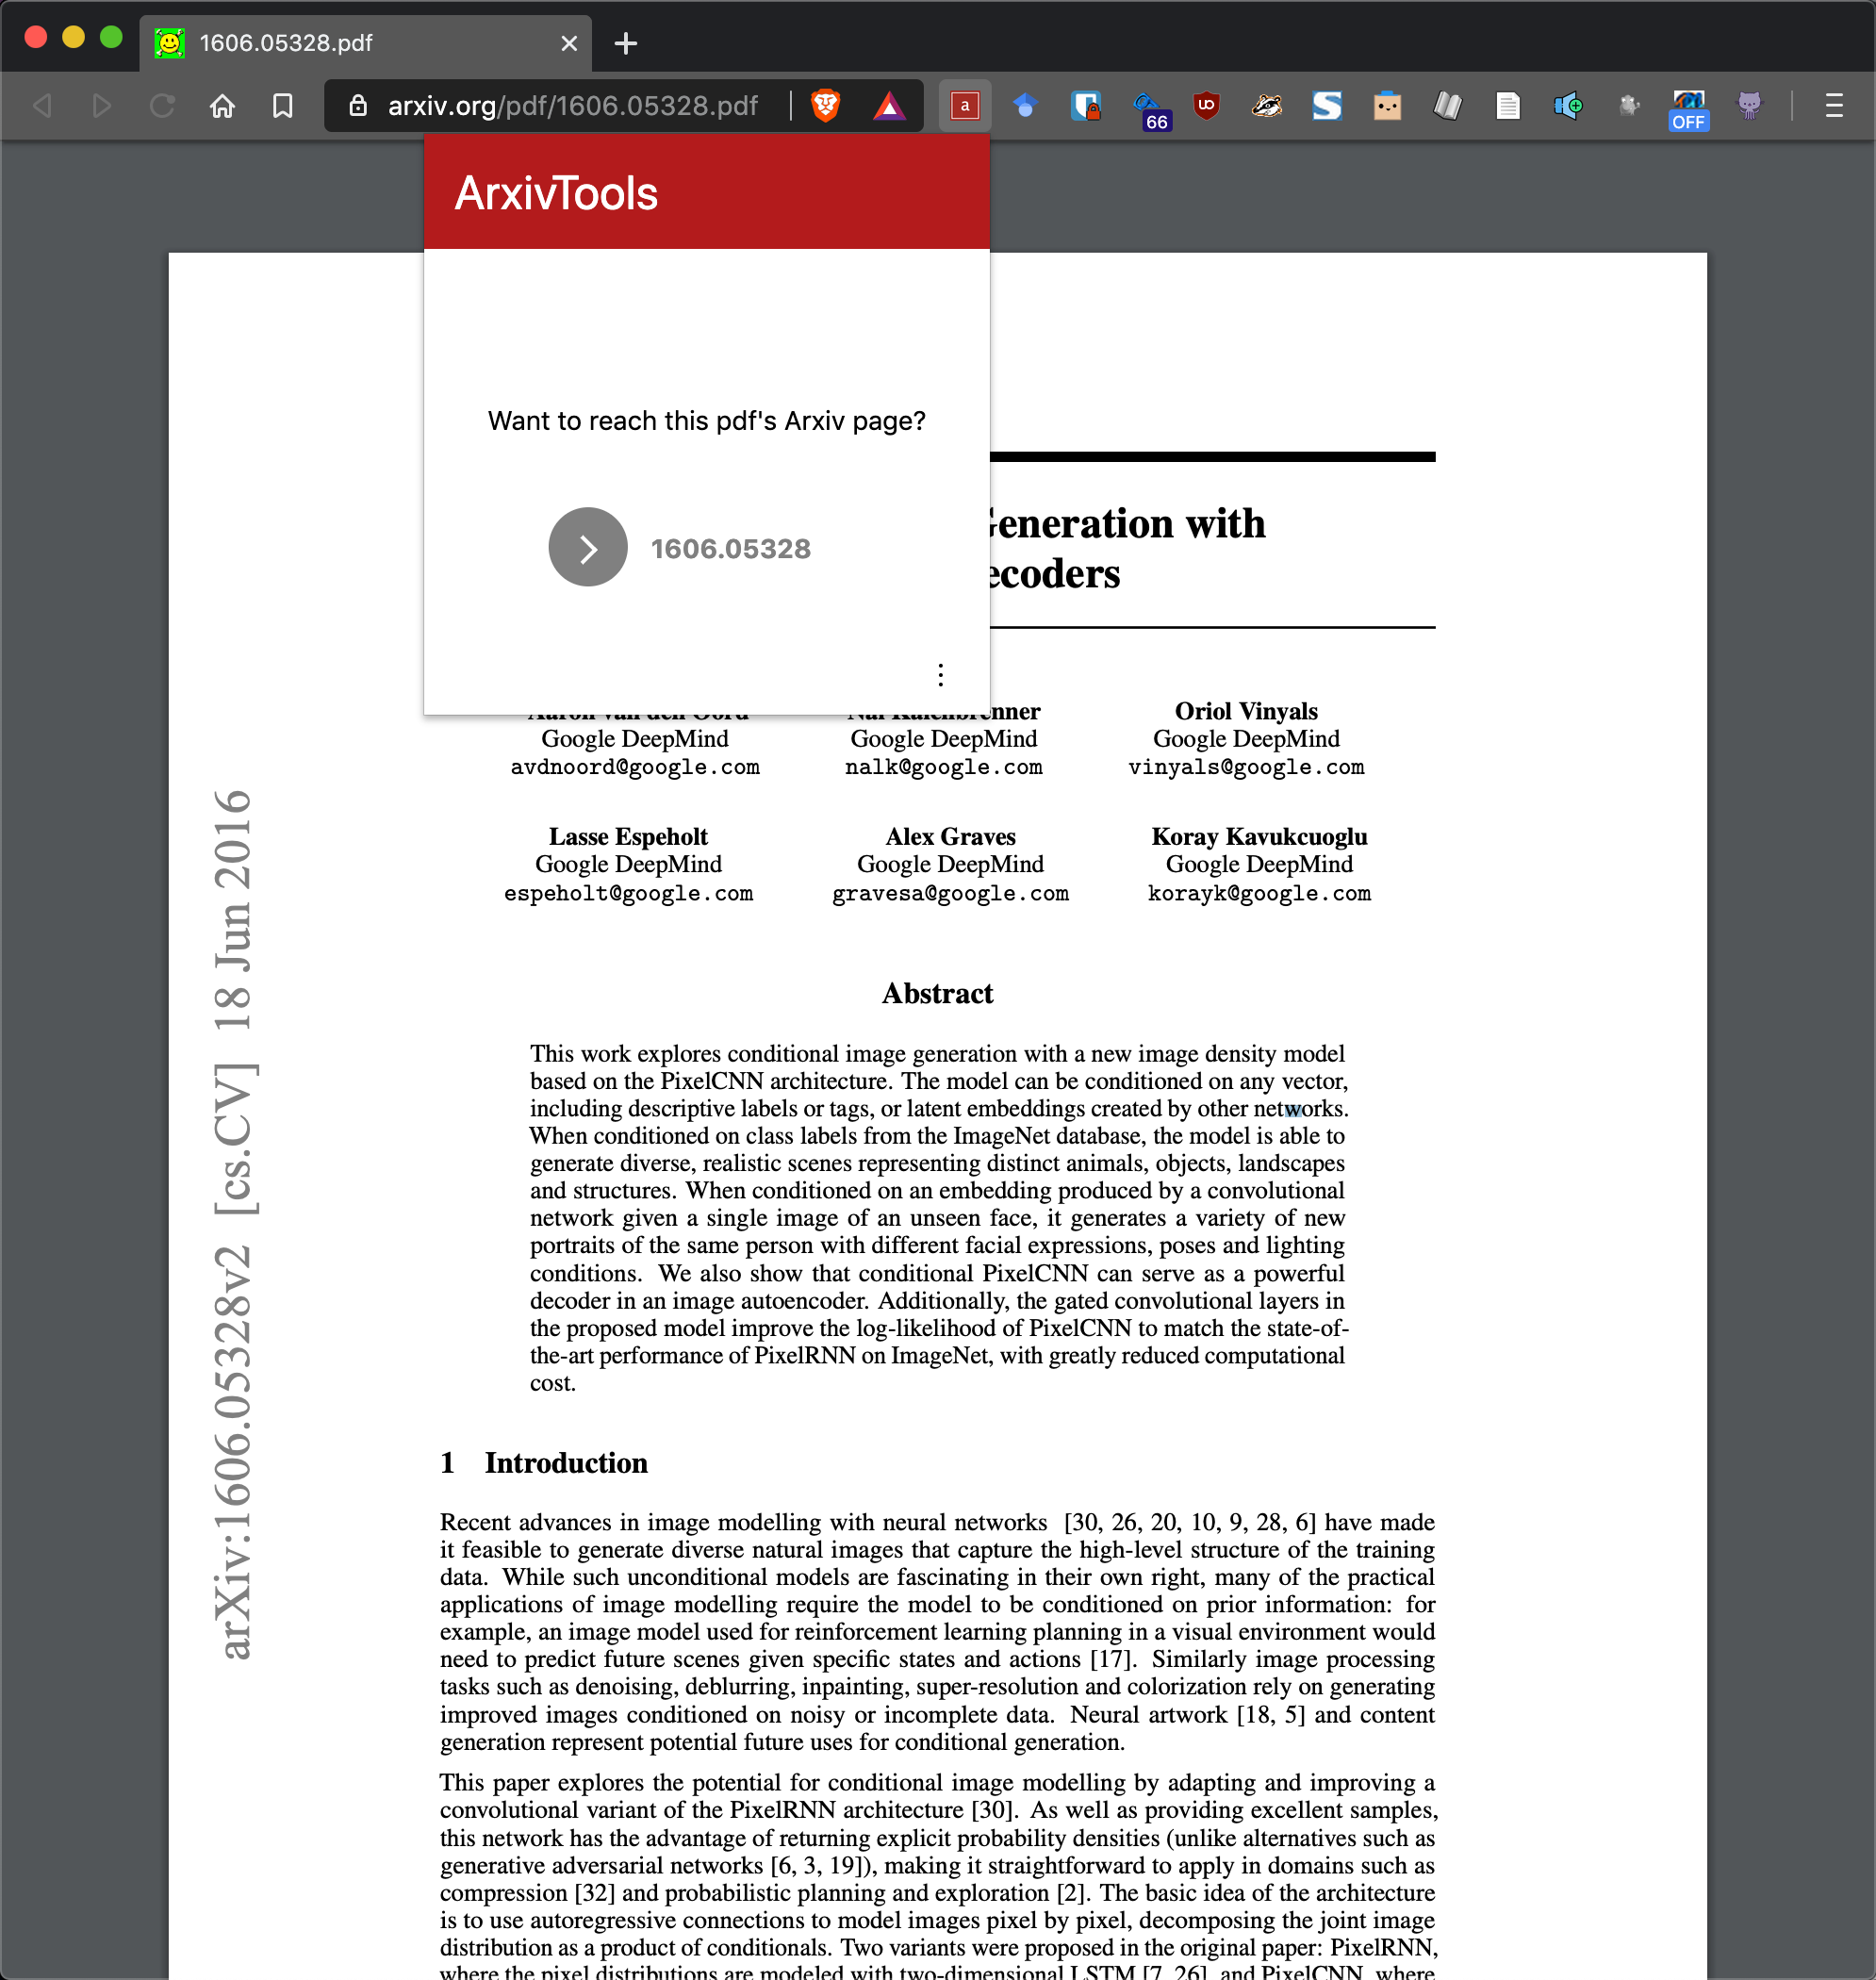 1606.05328.pdf
arxiv.org/pdf/1606.05328.pdf
a
66
uo
S
OFF
ArxivTools
Want to reach this pdf's Arxiv page?
1606.05328
Generation with
ecoders
Aaron van den Oord Nal Kalchbrenner Oriol Vinyals
Google DeepMind Google DeepMind Google DeepMind
avdnoord@google.com nalk@google.com vinyals@google.com
Lasse Espeholt Alex Graves Koray Kavukcuoglu
Google DeepMind Google DeepMind Google DeepMind
espeholt@google.com gravesa@google.com korayk@google.com
arXiv:1606.05328v2 [cs.CV] 18 Jun 2016
Abstract
This work explores conditional image generation with a new image density model
based on the PixelCNN architecture. The model can be conditioned on any vector,
including descriptive labels or tags, or latent embeddings created by other networks.
When conditioned on class labels from the ImageNet database, the model is able to
generate diverse, realistic scenes representing distinct animals, objects, landscapes
and structures. When conditioned on an embedding produced by a convolutional
network given a single image of an unseen face, it generates a variety of new
portraits of the same person with different facial expressions, poses and lighting
conditions. We also show that conditional PixelCNN can serve as a powerful
decoder in an image autoencoder. Additionally, the gated convolutional layers in
the proposed model improve the log-likelihood of PixelCNN to match the state-of-
the-art performance of PixelRNN on ImageNet, with greatly reduced computational
cost.
1 Introduction
Recent advances in image modelling with neural networks [30, 26, 20, 10, 9, 28, 6] have made
it feasible to generate diverse natural images that capture the high-level structure of the training
data. While such unconditional models are fascinating in their own right, many of the practical
applications of image modelling require the model to be conditioned on prior information: for
example, an image model used for reinforcement learning planning in a visual environment would
need to predict future scenes given specific states and actions [17]. Similarly image processing
tasks such as denoising, deblurring, inpainting, super-resolution and colorization rely on generating
improved images conditioned on noisy or incomplete data. Neural artwork [18, 5] and content
generation represent potential future uses for conditional generation.
This paper explores the potential for conditional image modelling by adapting and improving a
convolutional variant of the PixelRNN architecture [30]. As well as providing excellent samples,
this network has the advantage of returning explicit probability densities (unlike alternatives such as
generative adversarial networks [6, 3, 19]), making it straightforward to apply in domains such as
compression [32] and probabilistic planning and exploration [2]. The basic idea of the architecture
is to use autoregressive connections to model images pixel by pixel, decomposing the joint image
distribution as a product of conditionals. Two variants were proposed in the original paper: PixelRNN,
where the pixel distributions are modeled with two-dimensional LSTM [7, 26], and PixelCNN, where